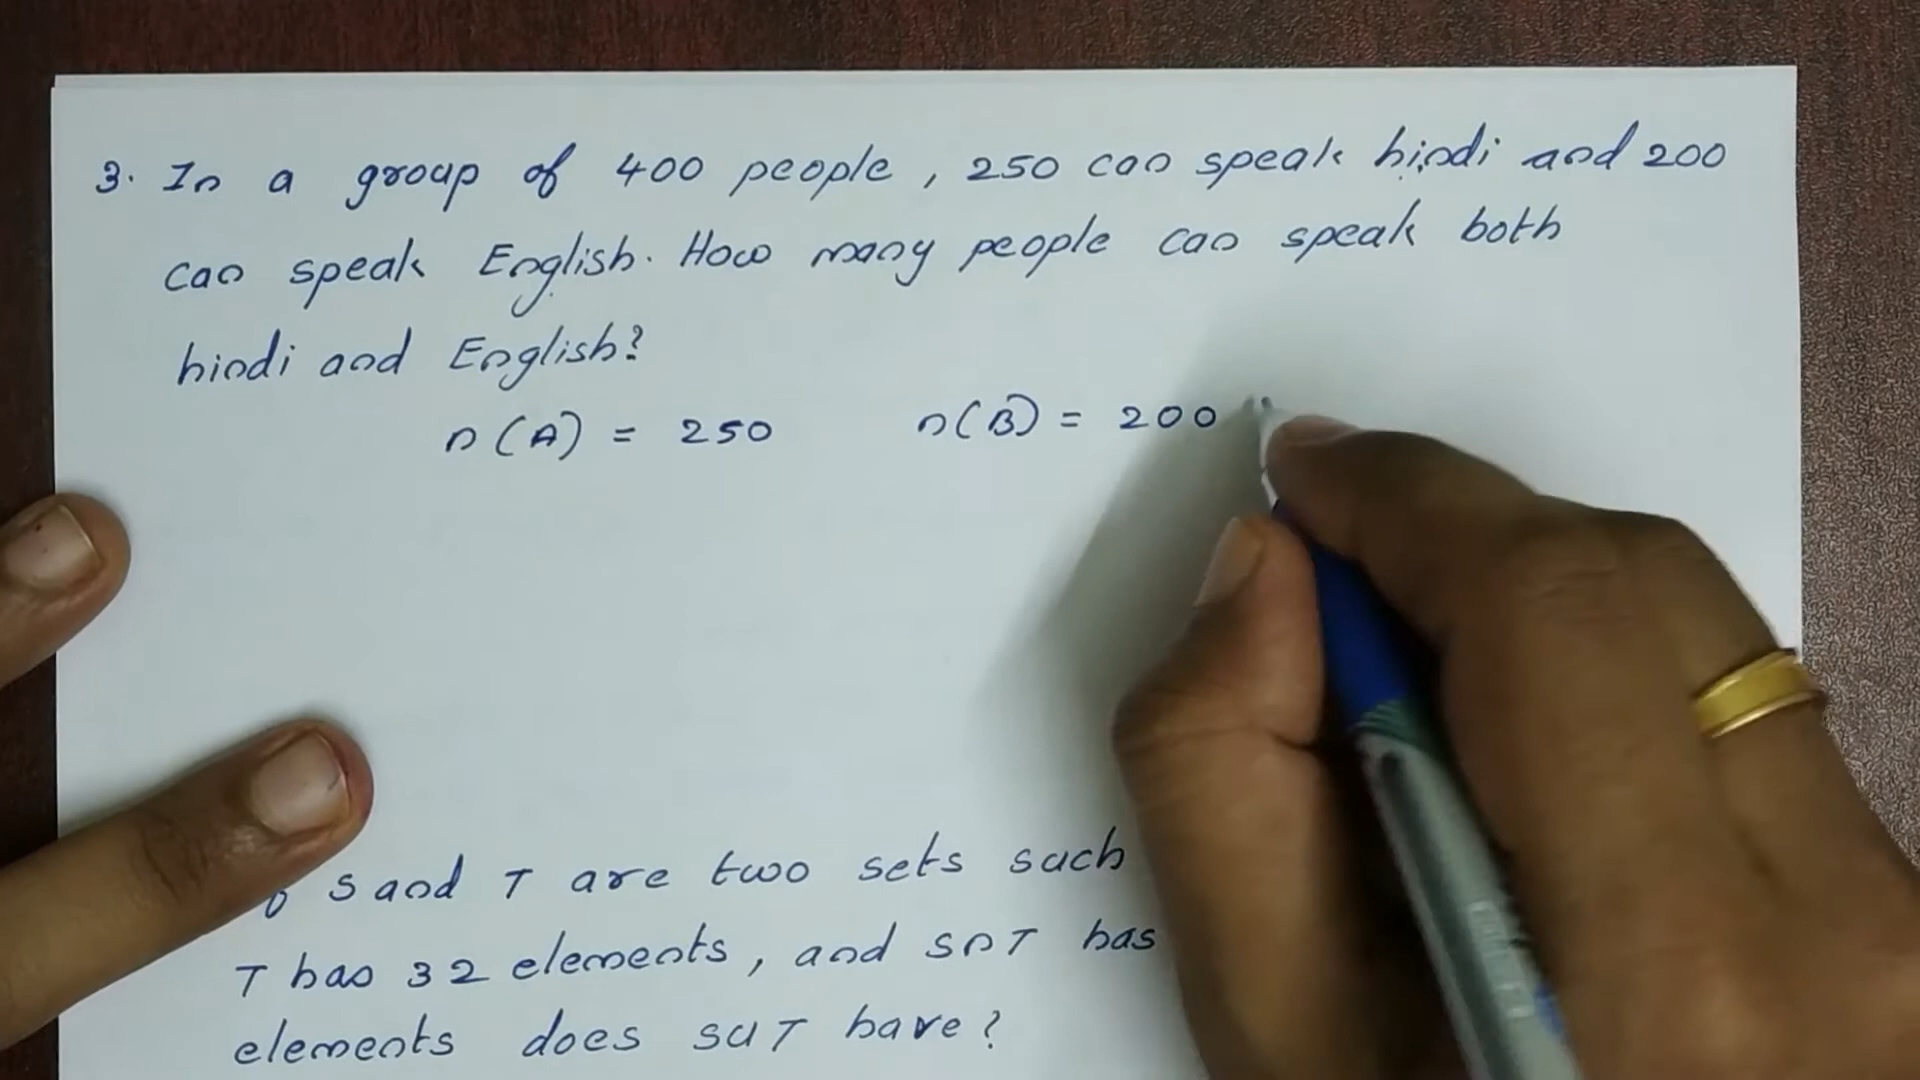 3. In a group of 400 people, 250 can speak hindi and 200
can speak English. How many people can speak both
hindi and English?
n(A) = 250 n(B) = 200
S and T are two sets such
T has 32 elements, and S∩T has
elements does SUT have?